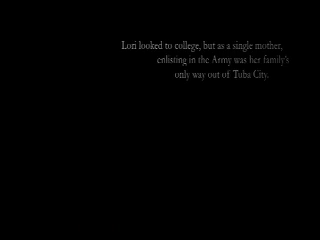 Lori looked to college, but as a single mother,
enlisting in the Army was her family's
only way out of Tuba City.